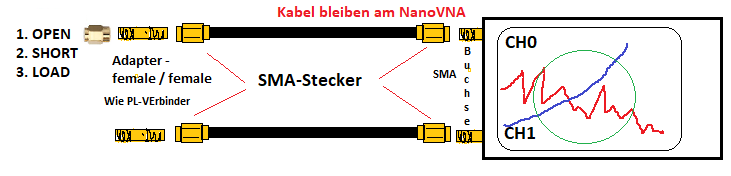 Kabel bleiben am NanoVNA
1. OPEN
2. SHORT
3. LOAD
Adapter -
female / female
Wie PL-VErbinder
SMA-Stecker
SMA
Buchse
CH0
CH1